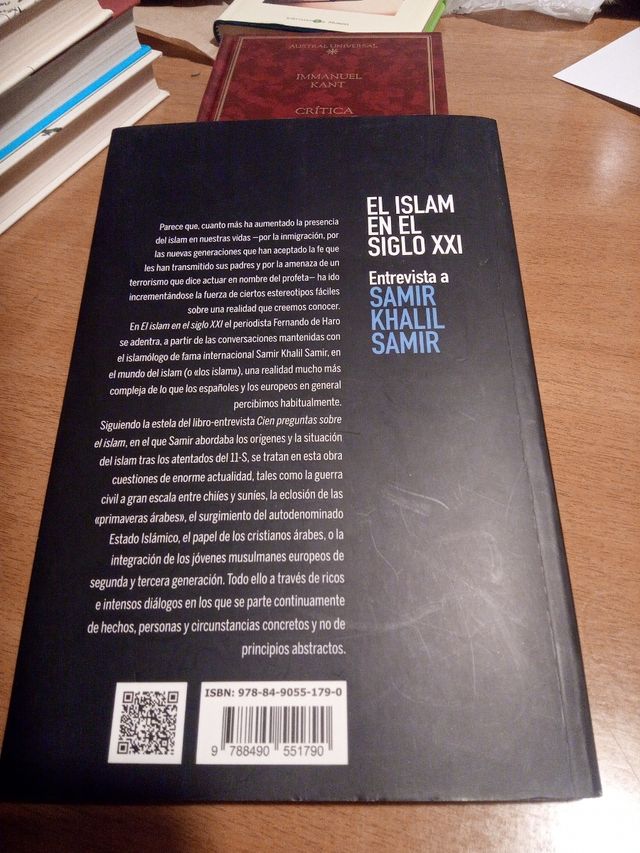 AUSTRAL UNIVERSAL
IMMANUEL
KANT
CRÍTICA
EL ISLAM
EN EL
SIGLO XXI
Entrevista a
SAMIR
KHALIL
SAMIR
Parece que, cuanto más ha aumentado la presencia
del islam en nuestras vidas —por la inmigración, por
las nuevas generaciones que han aceptado la fe que
les han transmitido sus padres y por la amenaza de un
terrorismo que dice actuar en nombre del profeta— ha ido
incrementándose la fuerza de ciertos estereotipos fáciles
sobre una realidad que creemos conocer.
En El islam en el siglo XXI el periodista Fernando de Haro
se adentra, a partir de las conversaciones mantenidas con
el islamólogo de fama internacional Samir Khalil Samir, en
el mundo del islam (o «los islam»), una realidad mucho más
compleja de lo que los españoles y los europeos en general
percibimos habitualmente.
Siguiendo la estela del libro-entrevista Cien preguntas sobre
el islam, en el que Samir abordaba los orígenes y la situación
del islam tras los atentados del 11-S, se tratan en esta obra
cuestiones de enorme actualidad, tales como la guerra
civil a gran escala entre chiíes y suníes, la eclosión de las
«primaveras árabes», el surgimiento del autodenominado
Estado Islámico, el papel de los cristianos árabes, o la
integración de los jóvenes musulmanes europeos de
segunda y tercera generación. Todo ello a través de ricos
e intensos diálogos en los que se parte continuamente
de hechos, personas y circunstancias concretos y no de
principios abstractos.
ISBN: 978-84-9055-179-0
9 788490 551790